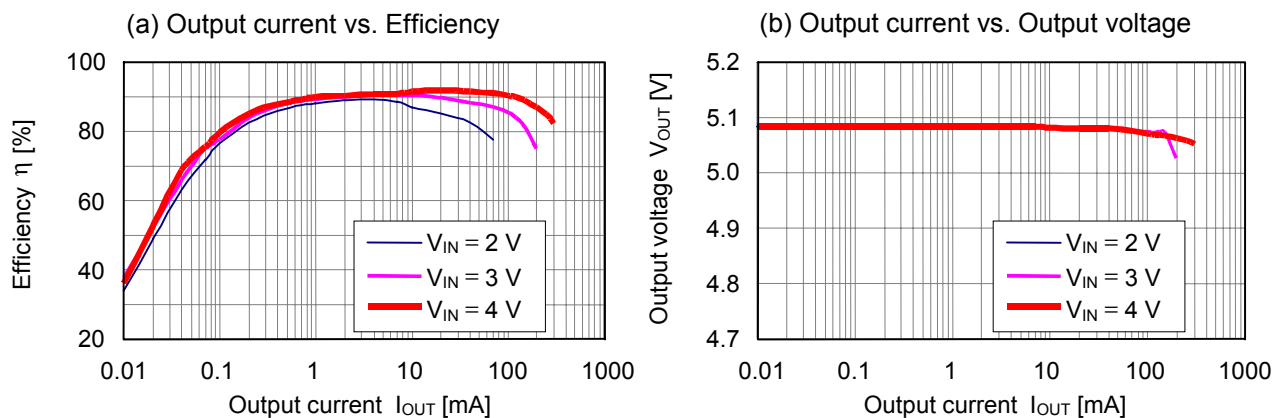 (a) Output current vs. Efficiency
100
80
60
40
20
Efficiency η [%]
0.01 0.1 1 10 100 1000
Output current IOUT [mA]
VIN = 2 V
VIN = 3 V
VIN = 4 V
(b) Output current vs. Output voltage
5.2
5.1
5.0
4.9
4.8
4.7
Output voltage VOUT [V]
0.01 0.1 1 10 100 1000
Output current IOUT [mA]
VIN = 2 V
VIN = 3 V
VIN = 4 V